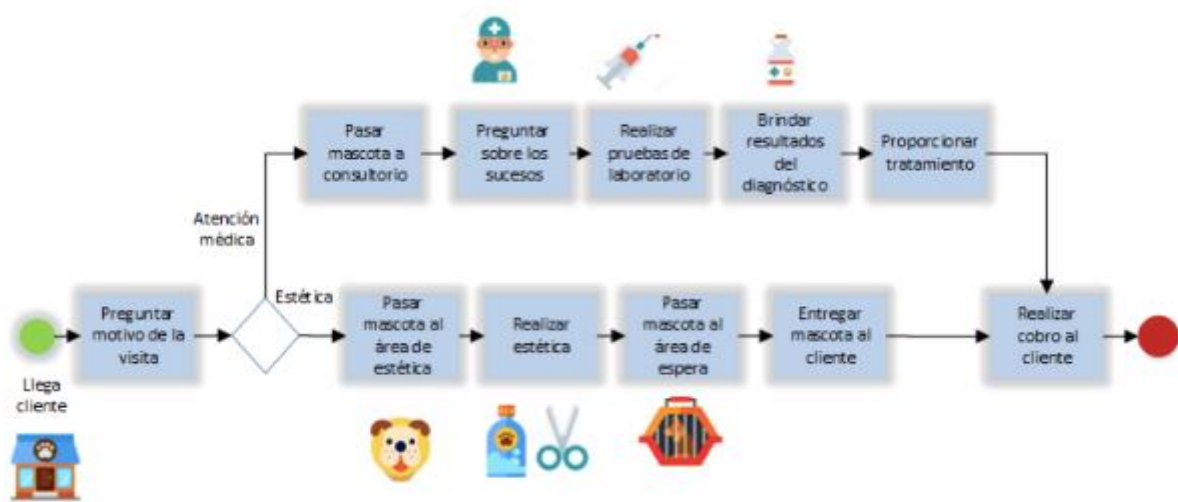 Pasar
mascota a
consultorio
Preguntar
sobre los
sucesos
Realizar
pruebas de
laboratorio
Brindar
resultados
del
diagnóstico
Proporcionar
tratamiento
Atención
médica
Estética
Llega
cliente
Preguntar
motivo de la
visita
Pasar
mascota al
área de
estética
Realizar
estética
Pasar
mascota al
área de
espera
Entregar
mascota al
cliente
Realizar
cobro al
cliente